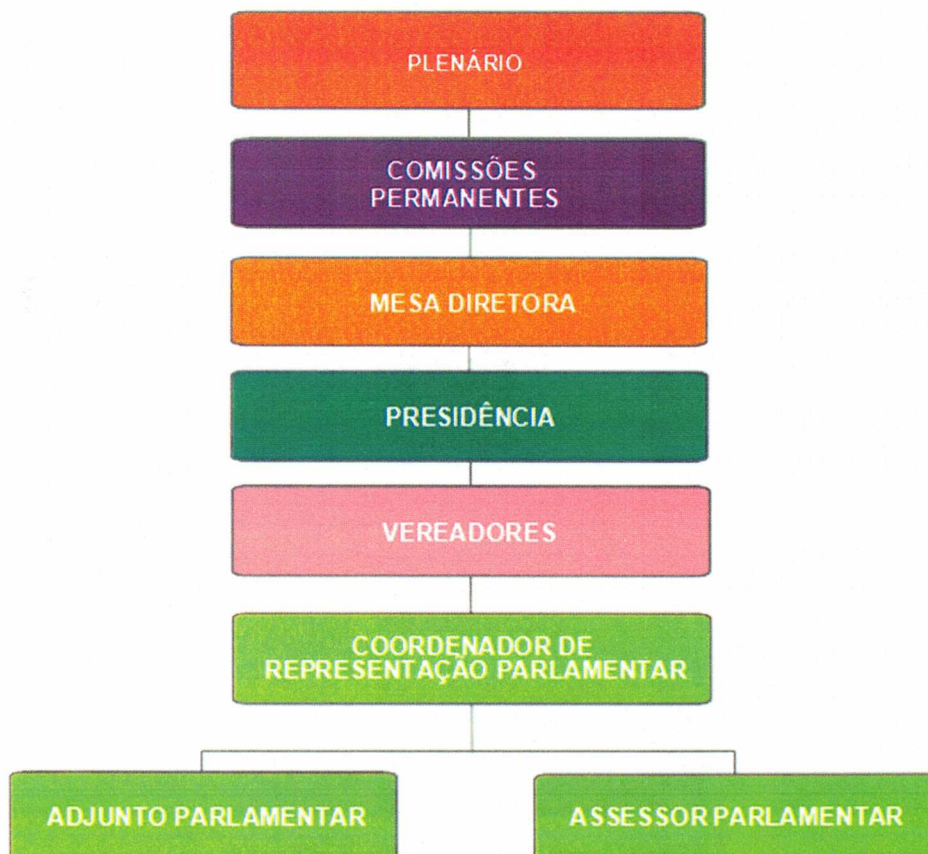 PLENÁRIO
COMISSÕES
PERMANENTES
MESA DIRETORA
PRESIDÊNCIA
VEREADORES
COORDENADOR DE
REPRESENTAÇÃO PARLAMENTAR
ADJUNTO PARLAMENTAR
ASSESSOR PARLAMENTAR